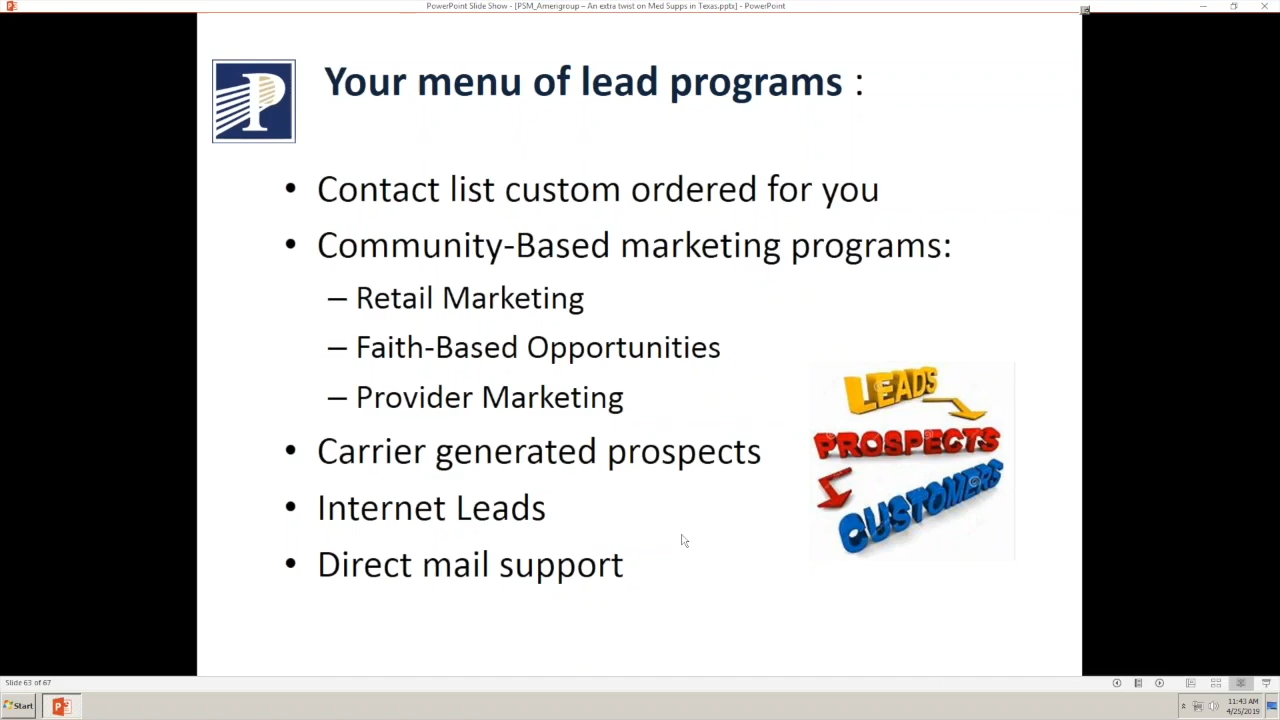 PowerPoint Slide Show - [PSM_Amerigroup – An extra twist on Med Supps in Texas.pptx] - PowerPoint
P
Your menu of lead programs :
• Contact list custom ordered for you
• Community-Based marketing programs:
– Retail Marketing
– Faith-Based Opportunities
– Provider Marketing
• Carrier generated prospects
• Internet Leads
• Direct mail support
LEADS
PROSPECTS
CUSTOMERS
Slide 63 of 67
Start
11:43 AM
4/25/2019